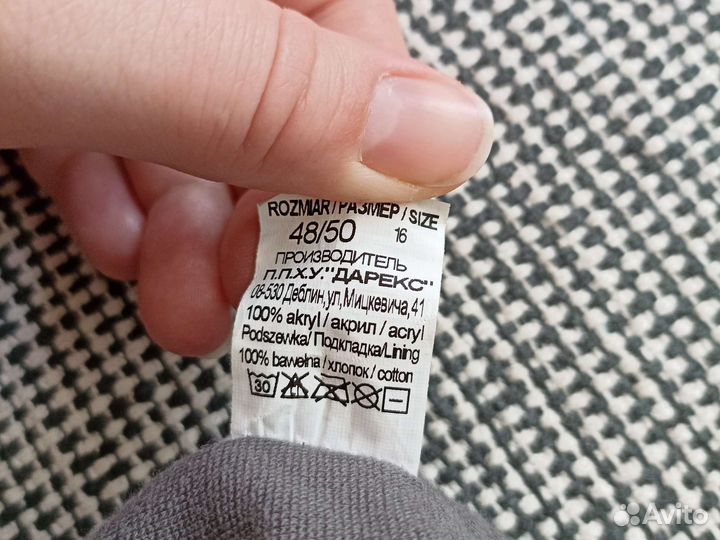 ROZMIAR/РАЗМЕР/SIZE
48/50 16
ПРОИЗВОДИТЕЛЬ
П.П.Х.У."ДАРЕКС"
08-530 Деблин,ул,Мицкевича,41
100% akryl/акрил/acryl
Podszewka/Подкладка/Lining
100% bawełna/хлопок/cotton
30
Avito